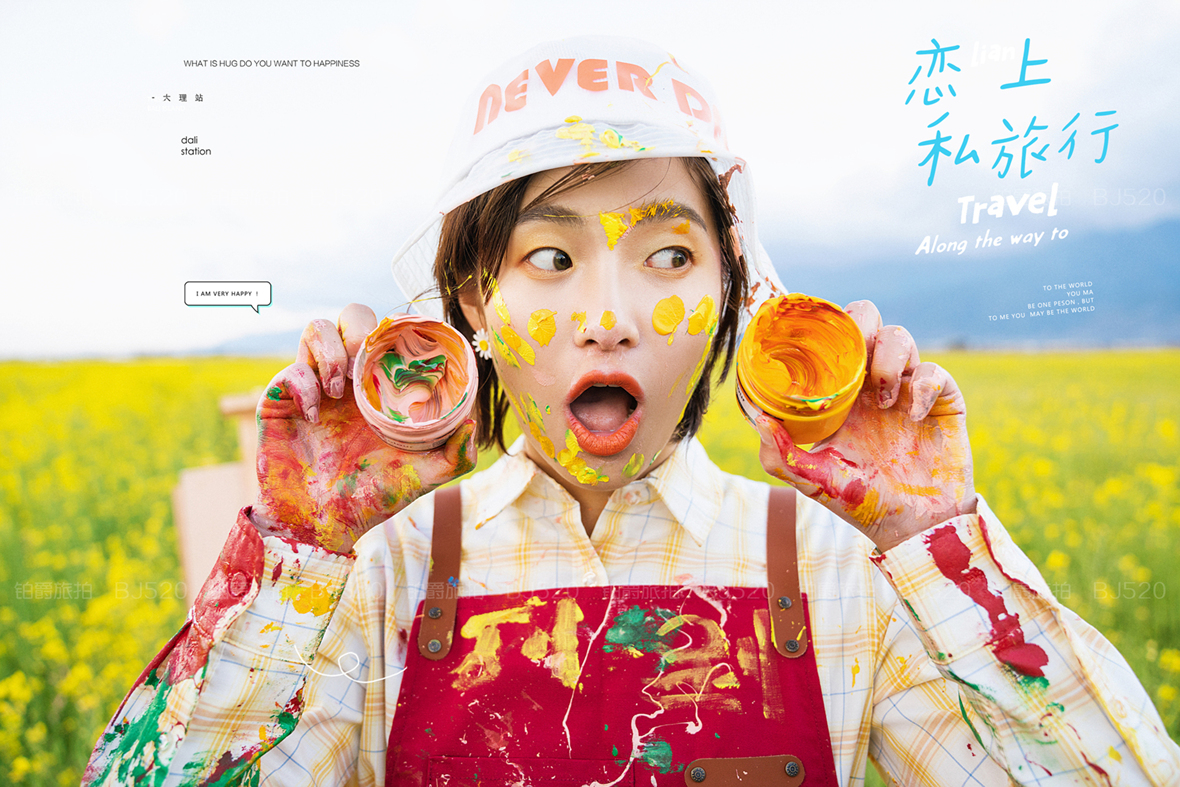 WHAT IS HUG DO YOU WANT TO HAPPINESS
- 大 理 站
dali
station
I AM VERY HAPPY !
NEVER D
恋 lian 上
私旅行
Travel
Along the way to
TO THE WORLD
YOU MA
BE ONE PESON , BUT
TO ME YOU MAY BE THE WORLD
BJ520
铂爵旅拍 BJ520
BJ520